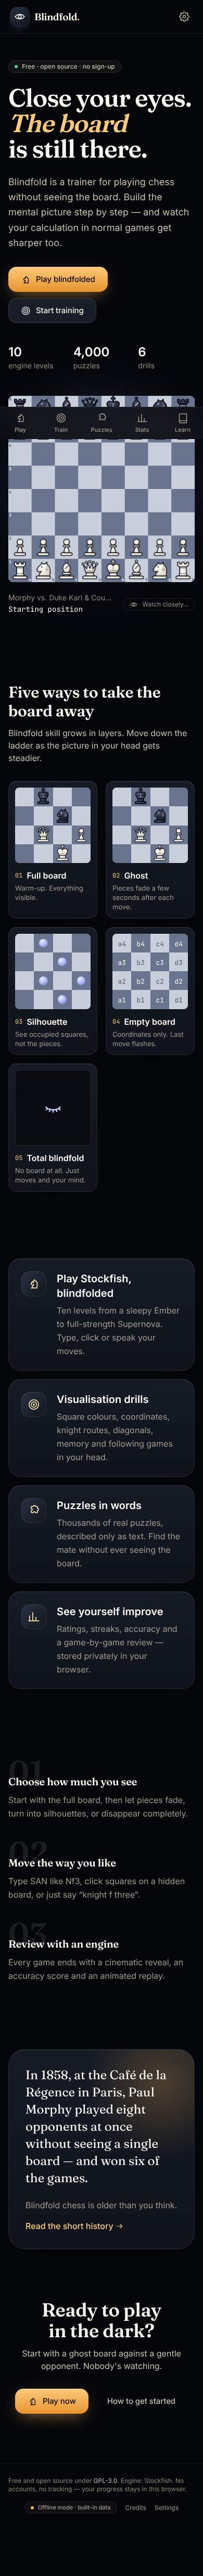 Blindfold.
Free · open source · no sign-up
Close your eyes.
The board
is still there.
Blindfold is a trainer for playing chess
without seeing the board. Build the
mental picture step by step — and watch
your calculation in normal games get
sharper too.
Play blindfolded
Start training
10 4,000 6
engine levels puzzles drills
Play Train Puzzles Stats Learn
Morphy vs. Duke Karl & Cou...
Starting position
Watch closely...
Five ways to take the
board away
Blindfold skill grows in layers. Move down the
ladder as the picture in your head gets
steadier.
01 Full board
Warm-up. Everything
visible.
02 Ghost
Pieces fade a few
seconds after each
move.
03 Silhouette
See occupied squares,
not the pieces.
a4 b4 c4 d4
a3 b3 c3 d3
a2 b2 c2 d2
a1 b1 c1 d1
04 Empty board
Coordinates only. Last
move flashes.
05 Total blindfold
No board at all. Just
moves and your mind.
Play Stockfish,
blindfolded
Ten levels from a sleepy Ember
to full-strength Supernova.
Type, click or speak your
moves.
Visualisation drills
Square colours, coordinates,
knight routes, diagonals,
memory and following games
in your head.
Puzzles in words
Thousands of real puzzles,
described only as text. Find the
mate without ever seeing the
board.
See yourself improve
Ratings, streaks, accuracy and
a game-by-game review —
stored privately in your
browser.
01
Choose how much you see
Start with the full board, then let pieces fade,
turn into silhouettes, or disappear completely.
02
Move the way you like
Type SAN like Nf3, click squares on a hidden
board, or just say “knight f three”.
03
Review with an engine
Every game ends with a cinematic reveal, an
accuracy score and an animated replay.
In 1858, at the Café de la
Régence in Paris, Paul
Morphy played eight
opponents at once
without seeing a single
board — and won six of
the games.
Blindfold chess is older than you think.
Read the short history →
Ready to play
in the dark?
Start with a ghost board against a gentle
opponent. Nobody's watching.
Play now
How to get started
Free and open source under GPL-3.0. Engine: Stockfish. No
accounts, no tracking — your progress stays in this browser.
Offline mode · built-in data Credits Settings